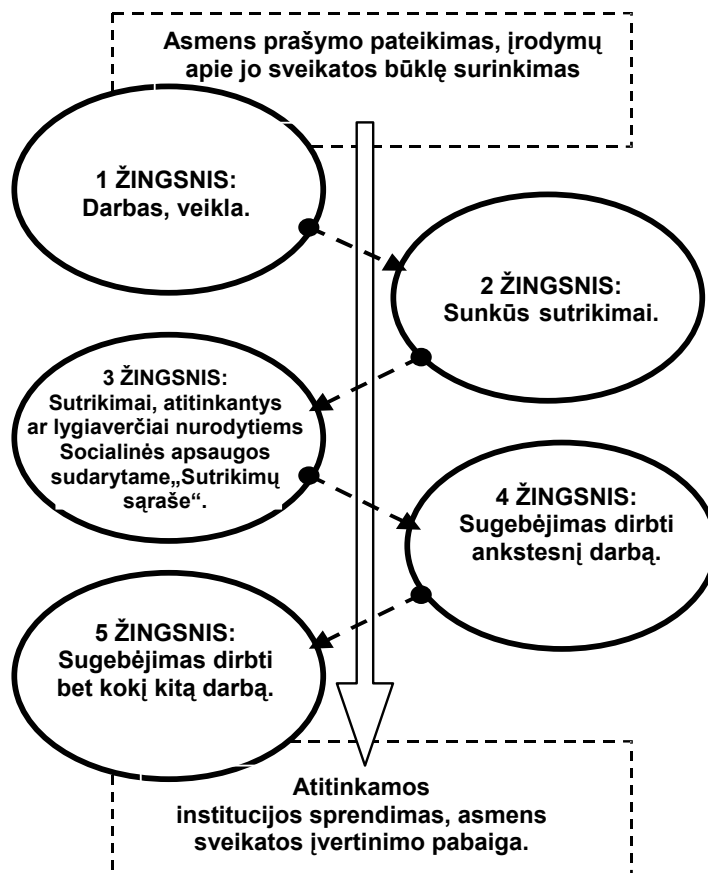 Asmens prašymo pateikimas, įrodymų
apie jo sveikatos būklę surinkimas
1 ŽINGSNIS:
Darbas, veikla.
2 ŽINGSNIS:
Sunkūs sutrikimai.
3 ŽINGSNIS:
Sutrikimai, atitinkantys
ar lygiaverčiai nurodytiems
Socialinės apsaugos
sudarytame„Sutrikimų
sąraše“.
4 ŽINGSNIS:
Sugebėjimas dirbti
ankstesnį darbą.
5 ŽINGSNIS:
Sugebėjimas dirbti
bet kokį kitą darbą.
Atitinkamos
institucijos sprendimas, asmens
sveikatos įvertinimo pabaiga.